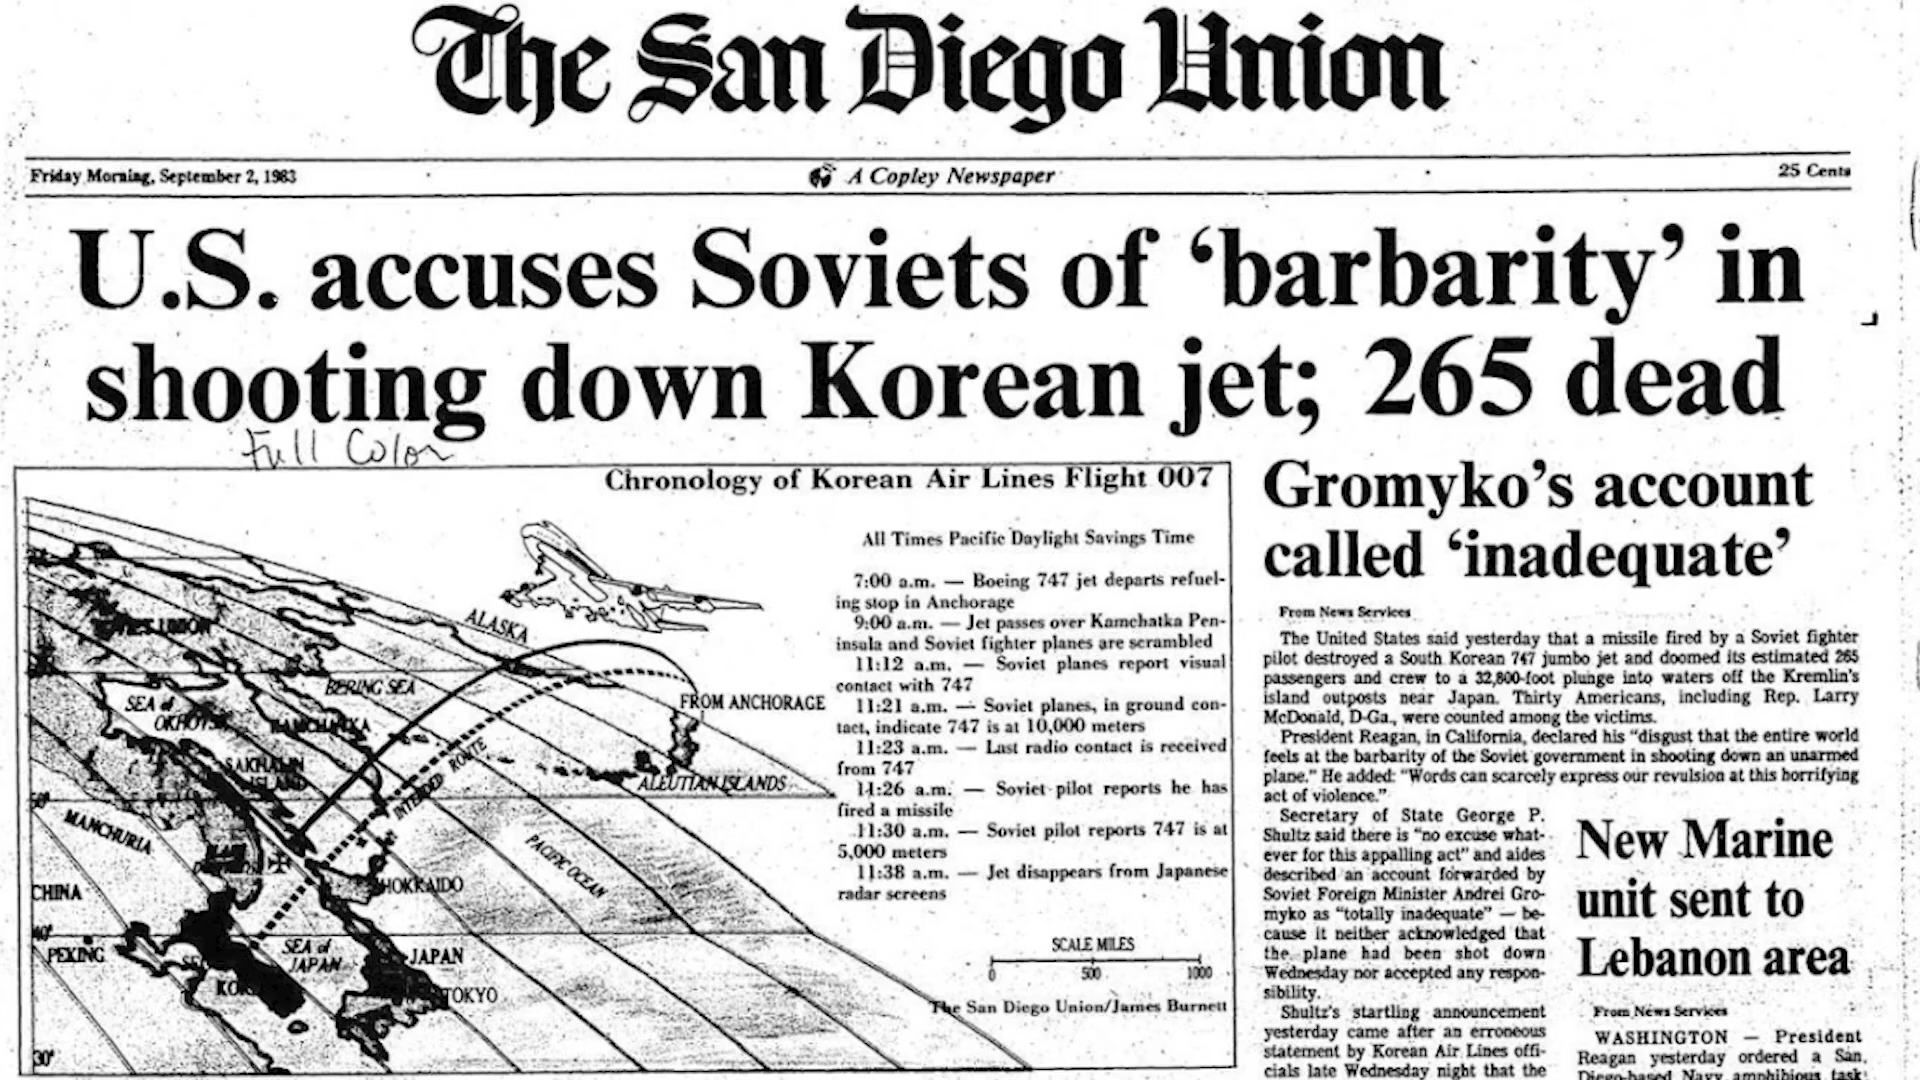 The San Diego Union
Friday Morning, September 2, 1983
A Copley Newspaper
25 Cents
U.S. accuses Soviets of ‘barbarity’ in
shooting down Korean jet; 265 dead
Full Color
Chronology of Korean Air Lines Flight 007
All Times Pacific Daylight Savings Time
7:00 a.m. — Boeing 747 jet departs refuel-
ing stop in Anchorage
9:00 a.m. — Jet passes over Kamchatka Pen-
insula and Soviet fighter planes are scrambled
11:12 a.m. — Soviet planes report visual
contact with 747
11:21 a.m. — Soviet planes, in ground con-
tact, indicate 747 is at 10,000 meters
11:23 a.m. — Last radio contact is received
from 747
11:26 a.m. — Soviet pilot reports he has
fired a missile
11:30 a.m. — Soviet pilot reports 747 is at
5,000 meters
11:38 a.m. — Jet disappears from Japanese
radar screens
ALASKA
SOVIET UNION
BERING SEA
FROM ANCHORAGE
SEA of
OKHOTSK
KAMCHATKA
SAKHALIN
ISLAND
INTENDED ROUTE
ALEUTIAN ISLANDS
50°
MANCHURIA
PACIFIC OCEAN
CHINA
HOKKAIDO
40°
PEKING
SEA of
JAPAN
JAPAN
TOKYO
30°
SCALE MILES
0 500 1000
The San Diego Union/James Burnett
Gromyko’s account
called ‘inadequate’
From News Services
The United States said yesterday that a missile fired by a Soviet fighter
pilot destroyed a South Korean 747 jumbo jet and doomed its estimated 265
passengers and crew to a 32,800-foot plunge into waters off the Kremlin’s
island outposts near Japan. Thirty Americans, including Rep. Larry
McDonald, D-Ga., were counted among the victims.
President Reagan, in California, declared his “disgust that the entire world
feels at the barbarity of the Soviet government in shooting down an unarmed
plane.” He added: “Words can scarcely express our revulsion at this horrifying
act of violence.”
Secretary of State George P.
Shultz said there is “no excuse what-
ever for this appalling act” and aides
described an account forwarded by
Soviet Foreign Minister Andrei Gro-
myko as “totally inadequate” — be-
cause it neither acknowledged that
the plane had been shot down
Wednesday nor accepted any respon-
sibility.
Shultz’s startling announcement
yesterday came after an erroneous
statement by Korean Air Lines offi-
cials late Wednesday night that the
New Marine
unit sent to
Lebanon area
From News Services
WASHINGTON — President
Reagan yesterday ordered a San
Diego-based Navy amphibious task